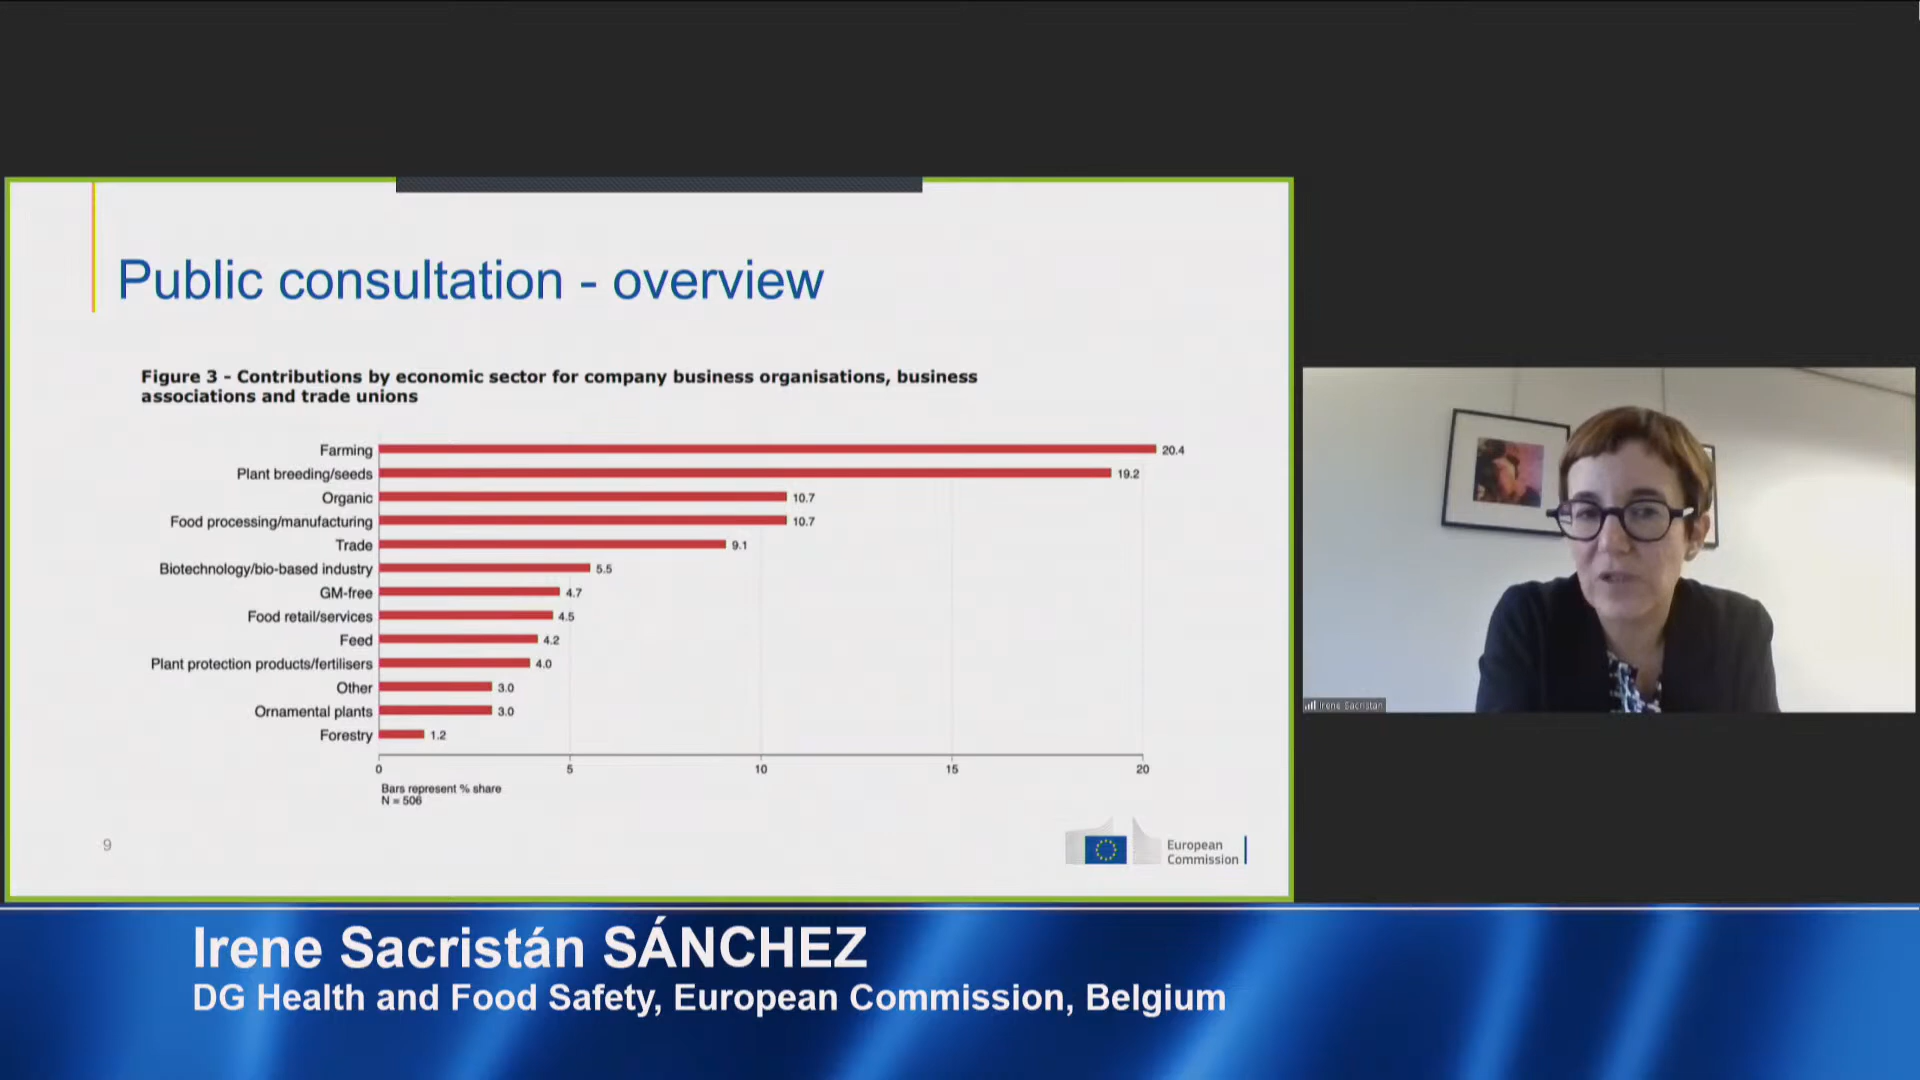 Public consultation - overview
Figure 3 - Contributions by economic sector for company business organisations, business
associations and trade unions
Farming 20.4
Plant breeding/seeds 19.2
Organic 10.7
Food processing/manufacturing 10.7
Trade 9.1
Biotechnology/bio-based industry 5.5
GM-free 4.7
Food retail/services 4.5
Feed 4.2
Plant protection products/fertilisers 4.0
Other 3.0
Ornamental plants 3.0
Forestry 1.2
0 5 10 15 20
Bars represent % share
N = 506
9
European
Commission
Irene Sacristan
Irene Sacristán SÁNCHEZ
DG Health and Food Safety, European Commission, Belgium